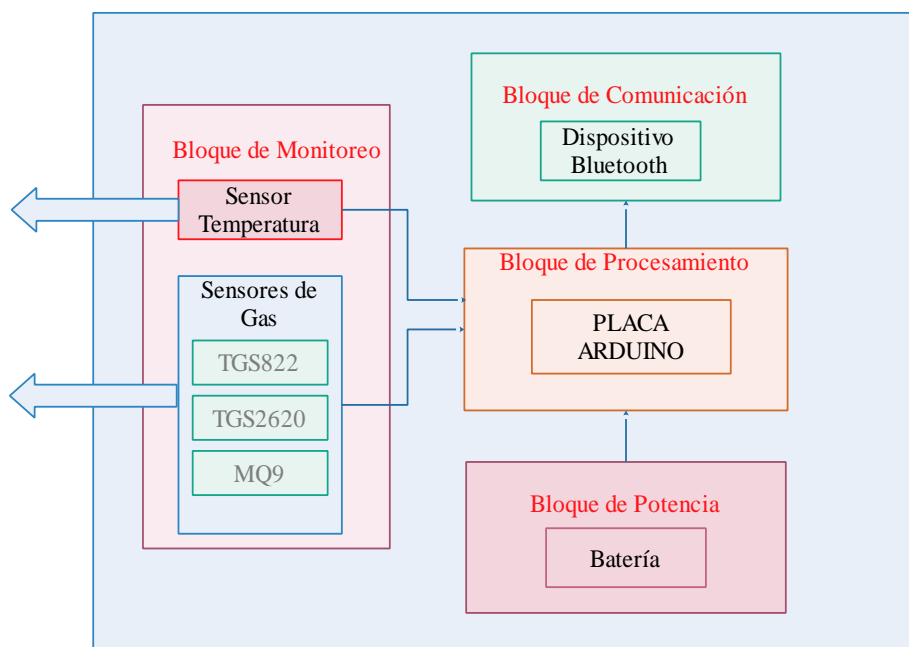 Bloque de Monitoreo
Sensor
Temperatura
Sensores de
Gas
TGS822
TGS2620
MQ9
Bloque de Comunicación
Dispositivo
Bluetooth
Bloque de Procesamiento
PLACA
ARDUINO
Bloque de Potencia
Batería